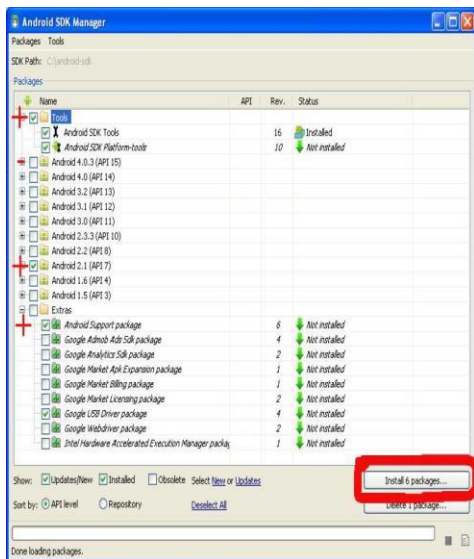 Android SDK Manager
Packages Tools
SDK Path: C:\android-sdk
Packages
Name API Rev. Status
Tools
Android SDK Tools 16 Installed
Android SDK Platform-tools 10 Not installed
Android 4.0.3 (API 15)
Android 4.0 (API 14)
Android 3.2 (API 13)
Android 3.1 (API 12)
Android 3.0 (API 11)
Android 2.3.3 (API 10)
Android 2.2 (API 8)
Android 2.1 (API 7)
Android 1.6 (API 4)
Android 1.5 (API 3)
Extras
Android Support package 6 Not installed
Google Admob Ads Sdk package 4 Not installed
Google Analytics Sdk package 2 Not installed
Google Market Apk Expansion package 1 Not installed
Google Market Billing package 1 Not installed
Google Market Licensing package 2 Not installed
Google USB Driver package 4 Not installed
Google Webdriver package 2 Not installed
Intel Hardware Accelerated Execution Manager packag 1 Not installed
Show: Updates/New Installed Obsolete Select New or Updates Install 6 packages...
Sort by: API level Repository Deselect All Delete 1 package...
Done loading packages.